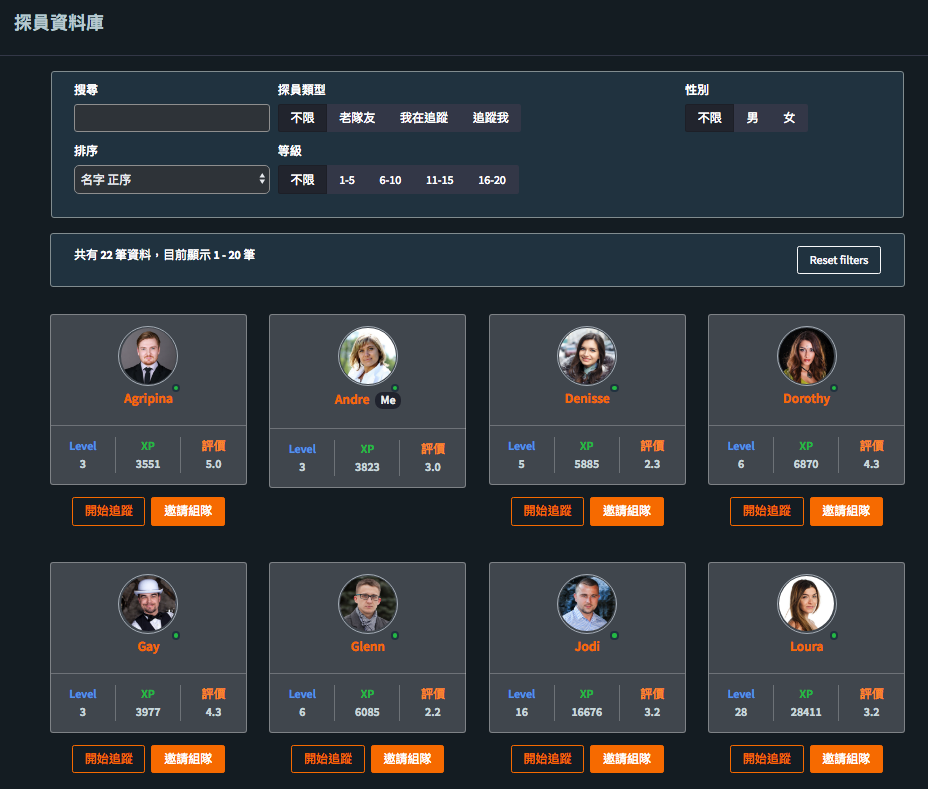 探員資料庫
搜尋 探員類型 性別
不限 老隊友 我在追蹤 追蹤我 不限 男 女
排序 等級
名字 正序 不限 1-5 6-10 11-15 16-20
共有 22 筆資料，目前顯示 1 - 20 筆 Reset filters
Agripina Andre Me Denisse Dorothy
Level XP 評價 Level XP 評價 Level XP 評價 Level XP 評價
3 3551 5.0 3 3823 3.0 5 5885 2.3 6 6870 4.3
開始追蹤 邀請組隊 開始追蹤 邀請組隊 開始追蹤 邀請組隊
Gay Glenn Jodi Loura
Level XP 評價 Level XP 評價 Level XP 評價 Level XP 評價
3 3977 4.3 6 6085 2.2 16 16676 3.2 28 28411 3.2
開始追蹤 邀請組隊 開始追蹤 邀請組隊 開始追蹤 邀請組隊 開始追蹤 邀請組隊